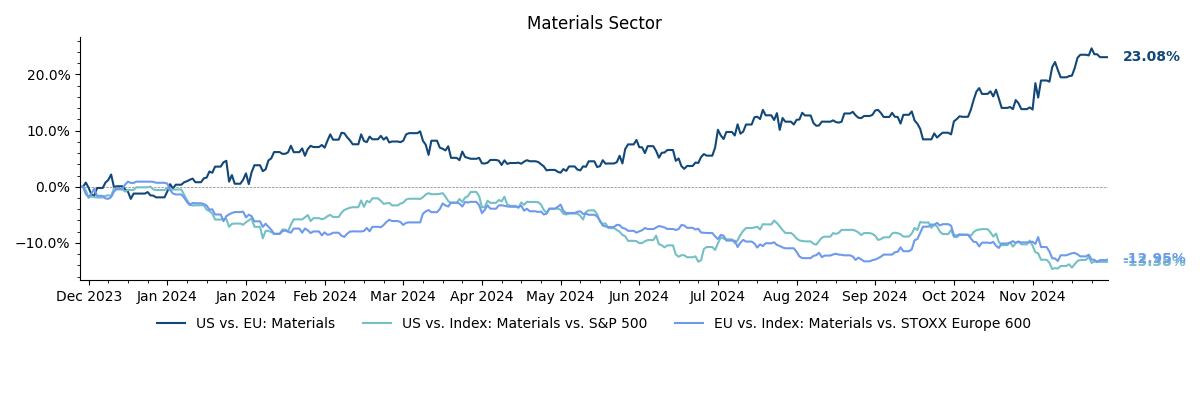 Materials Sector
20.0%
10.0%
0.0%
−10.0%
23.08%
-12.95%
Dec 2023 Jan 2024 Jan 2024 Feb 2024 Mar 2024 Apr 2024 May 2024 Jun 2024 Jul 2024 Aug 2024 Sep 2024 Oct 2024 Nov 2024
US vs. EU: Materials US vs. Index: Materials vs. S&P 500 EU vs. Index: Materials vs. STOXX Europe 600